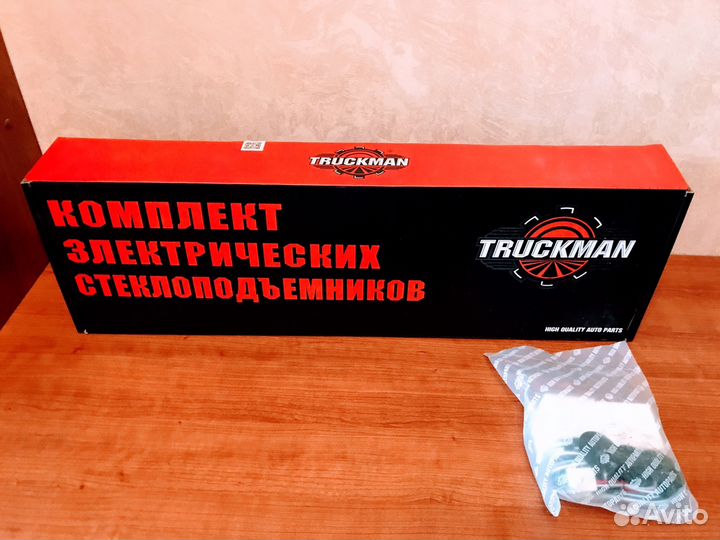 TRUCKMAN
КОМПЛЕКТ
ЭЛЕКТРИЧЕСКИХ
СТЕКЛОПОДЪЕМНИКОВ
TRUCKMAN
HIGH QUALITY AUTO PARTS
Avito